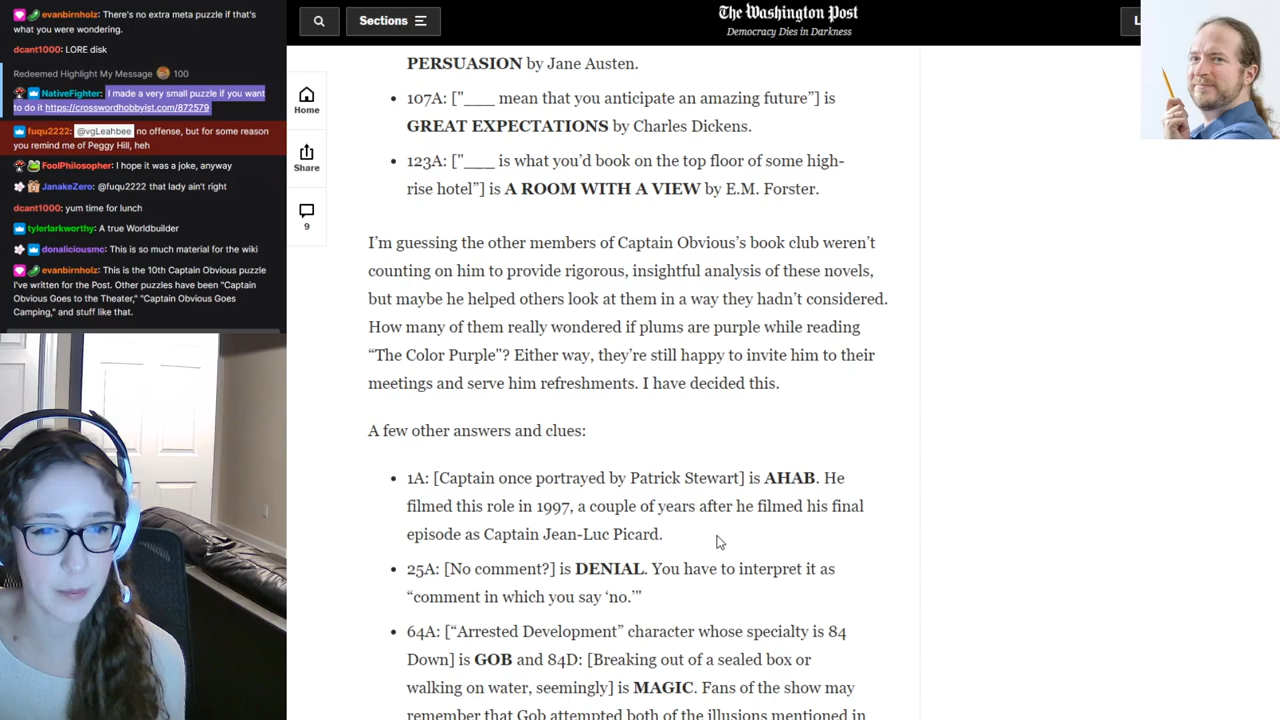 evanbirnholz: There's no extra meta puzzle if that's
what you were wondering.
dcant1000: LORE disk
Redeemed Highlight My Message 100
NativeFighter: I made a very small puzzle if you want
to do it https://crosswordhobbyist.com/872579
fuqu2222: @vgLeahbee no offense, but for some reason
you remind me of Peggy Hill, heh
FoolPhilosopher: I hope it was a joke, anyway
JanakeZero: @fuqu2222 that lady ain't right
dcant1000: yum time for lunch
tylerlarkworthy: A true Worldbuilder
donaliciousmc: This is so much material for the wiki
evanbirnholz: This is the 10th Captain Obvious puzzle
I've written for the Post. Other puzzles have been "Captain
Obvious Goes to the Theater," "Captain Obvious Goes
Camping," and stuff like that.
Sections
The Washington Post
Democracy Dies in Darkness
L
Home
Share
9
PERSUASION by Jane Austen.
• 107A: ["___ mean that you anticipate an amazing future”] is
GREAT EXPECTATIONS by Charles Dickens.
• 123A: ["___ is what you’d book on the top floor of some high-
rise hotel”] is A ROOM WITH A VIEW by E.M. Forster.
I’m guessing the other members of Captain Obvious’s book club weren’t
counting on him to provide rigorous, insightful analysis of these novels,
but maybe he helped others look at them in a way they hadn’t considered.
How many of them really wondered if plums are purple while reading
“The Color Purple"? Either way, they’re still happy to invite him to their
meetings and serve him refreshments. I have decided this.
A few other answers and clues:
• 1A: [Captain once portrayed by Patrick Stewart] is AHAB. He
filmed this role in 1997, a couple of years after he filmed his final
episode as Captain Jean-Luc Picard.
• 25A: [No comment?] is DENIAL. You have to interpret it as
“comment in which you say ‘no.’"
• 64A: [“Arrested Development” character whose specialty is 84
Down] is GOB and 84D: [Breaking out of a sealed box or
walking on water, seemingly] is MAGIC. Fans of the show may
remember that Gob attempted both of the illusions mentioned in